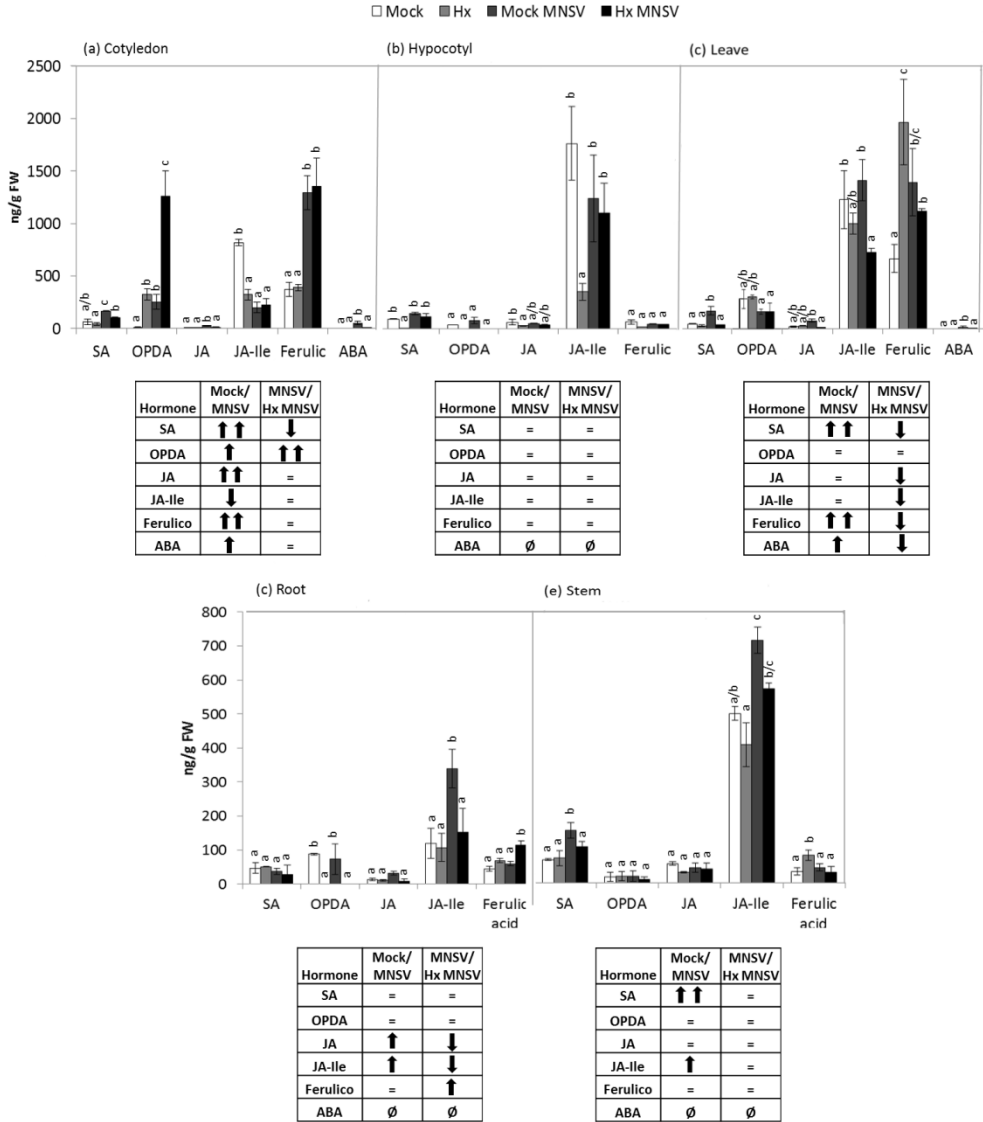 Mock Hx Mock MNSV Hx MNSV
(a) Cotyledon (b) Hypocotyl (c) Leave
ng/g FW
2500
2000
1500
1000
500
0
a/b a c b
a b b c
a a a a
b a a a
a a b b
a a b a
b a b b
a a a a
a a a/b a/b
b a b b
a a a a
a a b a
a/b a/b a a
a/b a/b b a
b a/b b a
a c b/c b
a a b a
SA OPDA JA JA-Ile Ferulic ABA
SA OPDA JA JA-Ile Ferulic
SA OPDA JA JA-Ile Ferulic ABA
Hormone Mock/ MNSV MNSV/ Hx MNSV
SA ↑↑ ↓
OPDA ↑ ↑↑
JA ↑↑ =
JA-Ile ↓ =
Ferulico ↑↑ =
ABA ↑ =
Hormone Mock/ MNSV MNSV/ Hx MNSV
SA = =
OPDA = =
JA = =
JA-Ile = =
Ferulico = =
ABA Ø Ø
Hormone Mock/ MNSV MNSV/ Hx MNSV
SA ↑↑ ↓
OPDA = =
JA = ↓
JA-Ile = ↓
Ferulico ↑↑ ↓
ABA ↑ ↓
(c) Root (e) Stem
ng/g FW
800
700
600
500
400
300
200
100
0
a a a a
b a b a
a a a
a a b a
a a a b
a a b a
a a a a
a a a a
a/b a c b/c
a b a a
SA OPDA JA JA-Ile Ferulic acid
SA OPDA JA JA-Ile Ferulic acid
Hormone Mock/ MNSV MNSV/ Hx MNSV
SA = =
OPDA = =
JA ↑ ↓
JA-Ile ↑ ↓
Ferulico = ↑
ABA Ø Ø
Hormone Mock/ MNSV MNSV/ Hx MNSV
SA ↑↑ =
OPDA = =
JA = =
JA-Ile ↑ =
Ferulico = =
ABA Ø Ø